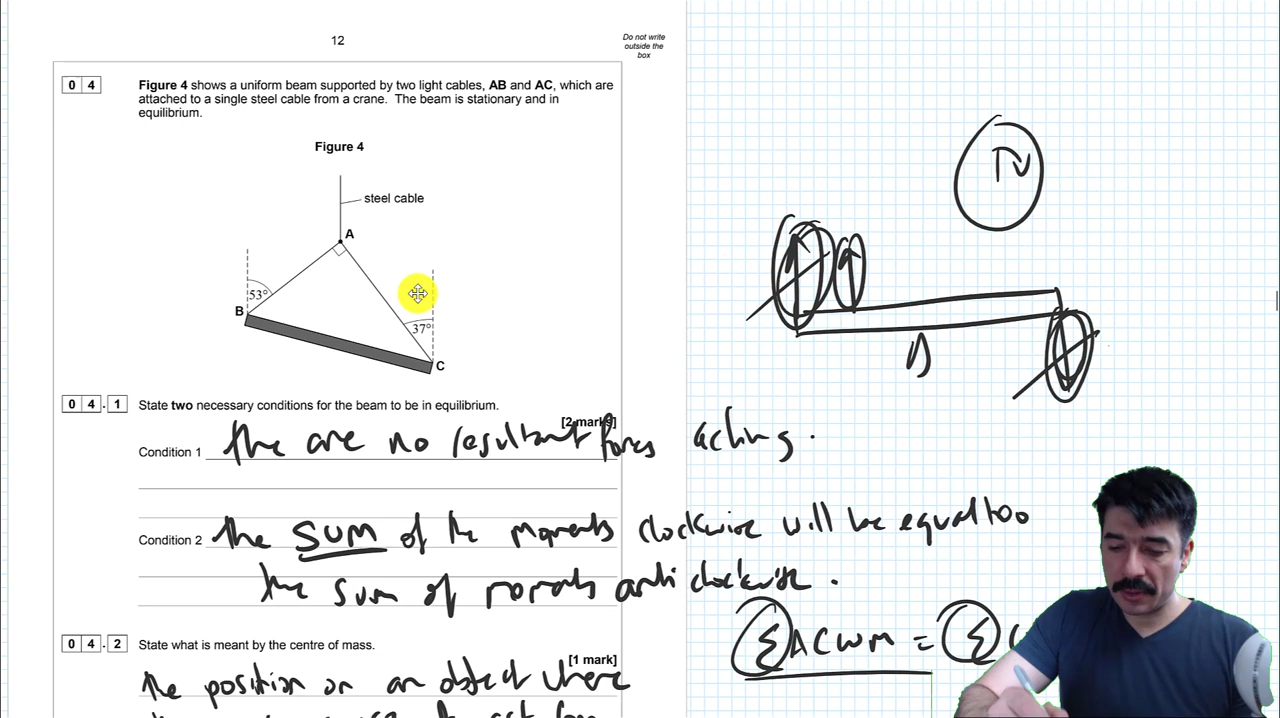 12
Do not write
outside the
box
0 4
Figure 4 shows a uniform beam supported by two light cables, AB and AC, which are
attached to a single steel cable from a crane. The beam is stationary and in
equilibrium.
Figure 4
steel cable
A
53°
B
37°
C
0 4 . 1 State two necessary conditions for the beam to be in equilibrium.
[2 marks]
Condition 1 the are no resultant forces acting.
Condition 2 the sum of the moments clockwise will be equal too
the sum of moments anti clockwise.
ΣACWM = Σ
0 4 . 2 State what is meant by the centre of mass.
[1 mark]
the position on an object where